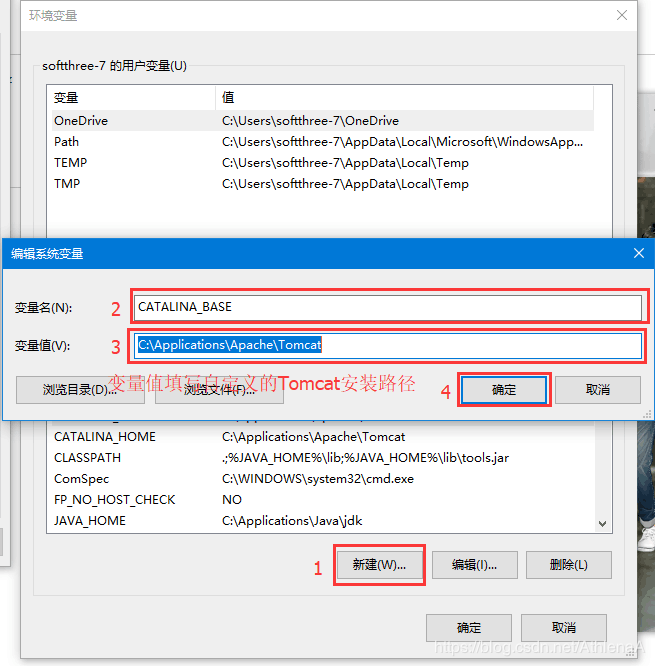 环境变量
softthree-7 的用户变量(U)
变量 值
OneDrive C:\Users\softthree-7\OneDrive
Path C:\Users\softthree-7\AppData\Local\Microsoft\WindowsApp...
TEMP C:\Users\softthree-7\AppData\Local\Temp
TMP C:\Users\softthree-7\AppData\Local\Temp
编辑系统变量
变量名(N): 2 CATALINA_BASE
变量值(V): 3 C:\Applications\Apache\Tomcat
变量值填写自定义的Tomcat安装路径
浏览目录(D)... 浏览文件(F)... 4 确定 取消
CATALINA_HOME C:\Applications\Apache\Tomcat
CLASSPATH .;%JAVA_HOME%\lib;%JAVA_HOME%\lib\tools.jar
ComSpec C:\WINDOWS\system32\cmd.exe
FP_NO_HOST_CHECK NO
JAVA_HOME C:\Applications\Java\jdk
1 新建(W)... 编辑(I)... 删除(L)
确定 取消
https://blog.csdn.net/AthlenaA